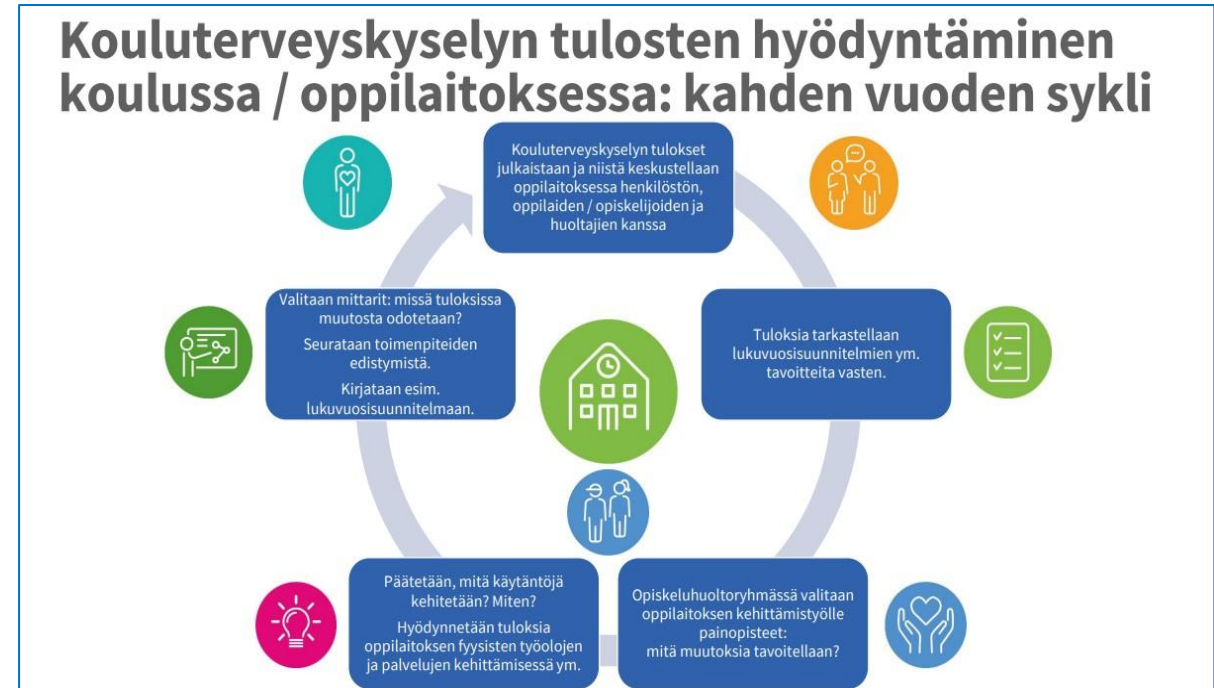 Kouluterveyskyselyn tulosten hyödyntäminen
koulussa / oppilaitoksessa: kahden vuoden sykli
Kouluterveyskyselyn tulokset
julkaistaan ja niistä keskustellaan
oppilaitoksessa henkilöstön,
oppilaiden / opiskelijoiden ja
huoltajien kanssa
Tuloksia tarkastellaan
lukuvuosisuunnitelmien ym.
tavoitteita vasten.
Opiskeluhuoltoryhmässä valitaan
oppilaitoksen kehittämistyölle
painopisteet:
mitä muutoksia tavoitellaan?
Päätetään, mitä käytäntöjä
kehitetään? Miten?
Hyödynnetään tuloksia
oppilaitoksen fyysisten työolojen
ja palvelujen kehittämisessä ym.
Valitaan mittarit: missä tuloksissa
muutosta odotetaan?
Seurataan toimenpiteiden
edistymistä.
Kirjataan esim.
lukuvuosisuunnitelmaan.